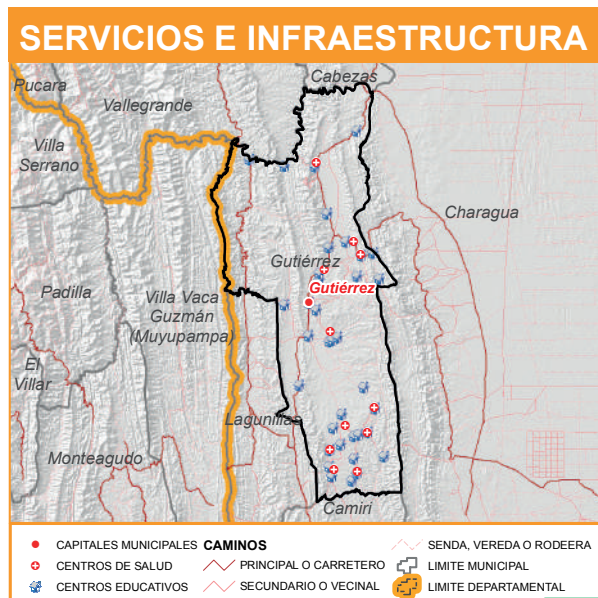 SERVICIOS E INFRAESTRUCTURA
Cabezas
Pucara
Vallegrande
Villa
Serrano
Charagua
Gutiérrez
Gutiérrez
Padilla
Villa Vaca
Guzmán
(Muyupampa)
El
Villar
Lagunillas
Monteagudo
Camiri
CAPITALES MUNICIPALES
CENTROS DE SALUD
CENTROS EDUCATIVOS
CAMINOS
PRINCIPAL O CARRETERO
SECUNDARIO O VECINAL
SENDA, VEREDA O RODEERA
LIMITE MUNICIPAL
LIMITE DEPARTAMENTAL